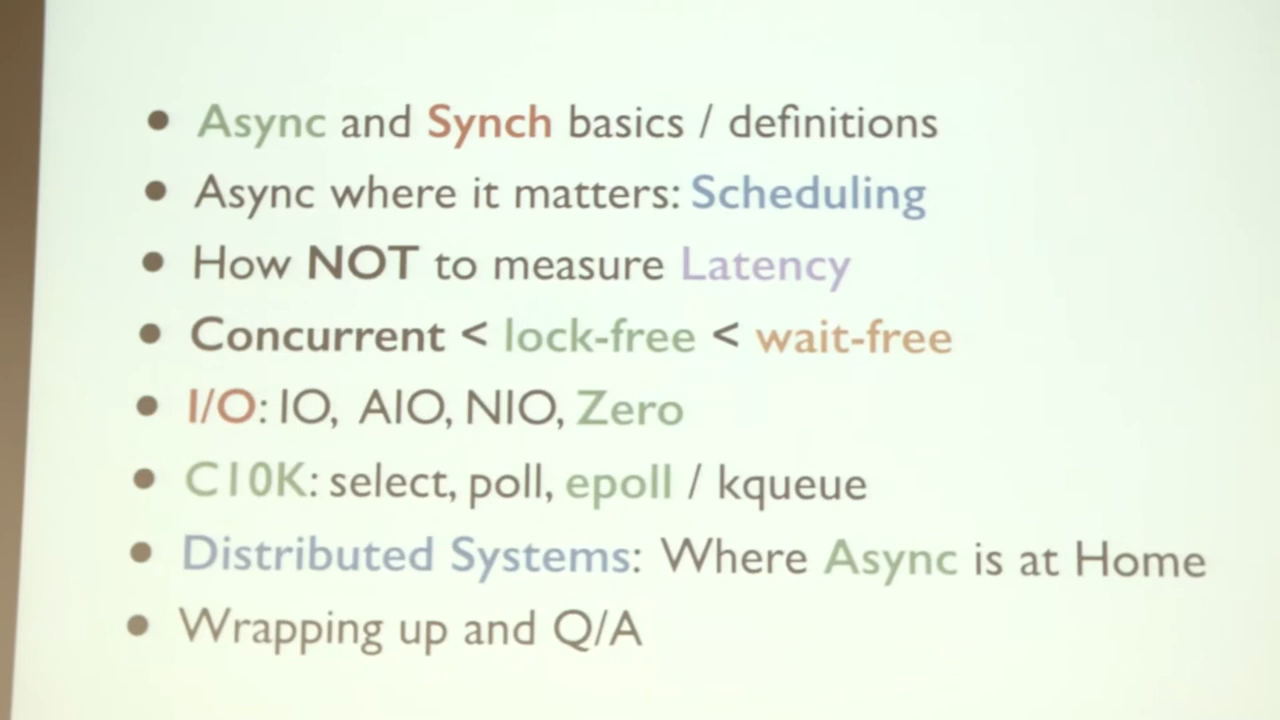 • Async and Synch basics / definitions
• Async where it matters: Scheduling
• How NOT to measure Latency
• Concurrent < lock-free < wait-free
• I/O: IO, AIO, NIO, Zero
• C10K: select, poll, epoll / kqueue
• Distributed Systems: Where Async is at Home
• Wrapping up and Q/A